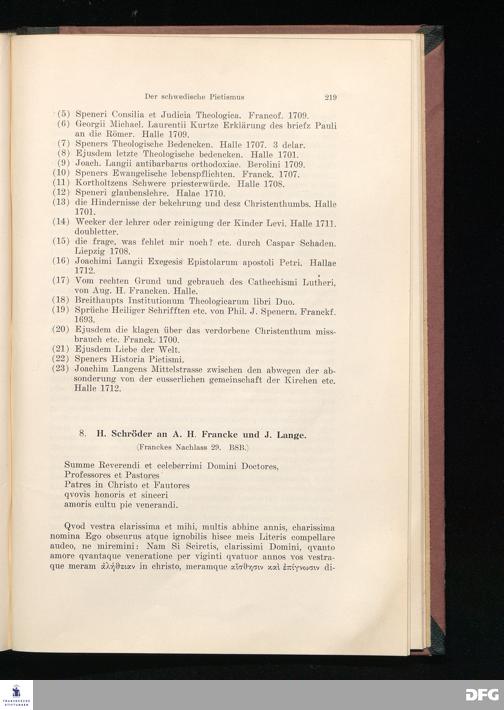 Der schwedische Pietismus 219
(5) Speneri Consilia et Judicia Theologica. Francof. 1709.
(6) Georgii Michael. Laurentii Kurtze Erklärung des briefz Pauli
an die Römer. Halle 1709.
(7) Speners Theologische Bedencken. Halle 1707. 3 delar.
(8) Ejusdem letzte Theologische bedencken. Halle 1701.
(9) Joach. Langii antibarbarus orthodoxiae. Berolini 1709.
(10) Speners Ewangelische lebenspflichten. Franck. 1707.
(11) Kortholtzens Schwere priesterwürde. Halle 1708.
(12) Speneri glaubenslehre. Halae 1710.
(13) die Hindernisse der bekehrung und desz Christenthumbs. Halle
1701.
(14) Wecker der lehrer oder reinigung der Kinder Levi. Halle 1711.
doubletter.
(15) die frage, was fehlet mir noch? etc. durch Caspar Schaden.
Liepzig 1708.
(16) Joachimi Langii Exegesis Epistolarum apostoli Petri. Hallae
1712.
(17) Vom rechten Grund und gebrauch des Cathechismi Lutheri,
von Aug. H. Francken. Halle.
(18) Breithaupts Institutionum Theologicarum libri Duo.
(19) Sprüche Heiliger Schrifften etc. von Phil. J. Spenern. Franckf.
1693.
(20) Ejusdem die klagen über das verdorbene Christenthum miss-
brauch etc. Franck. 1700.
(21) Ejusdem Liebe der Welt.
(22) Speners Historia Pietismi.
(23) Joachim Langens Mittelstrasse zwischen den abwegen der ab-
sonderung von der eusserlichen gemeinschaft der Kirchen etc.
Halle 1712.
8. H. Schröder an A. H. Francke und J. Lange.
(Franckes Nachlass 29. BSB.)
Summe Reverendi et celeberrimi Domini Doctores,
Professores et Pastores
Patres in Christo et Fautores
qvovis honoris et sinceri
amoris cultu pie venerandi.
Qvod vestra clarissima et mihi, multis abhinc annis, charissima
nomina Ego obscurus atque ignobilis hisce meis Literis compellare
audeo, ne miremini: Nam Si Seiretis, clarissimi Domini, qvanto
amore qvantaque veneratione per viginti qvatuor annos vos vestra-
que meram ἀλήθειαν in christo, meramque αἴσθησιν καὶ ἐπίγνωσιν di-
FRANCKESCHE
STIFTUNGEN
DFG